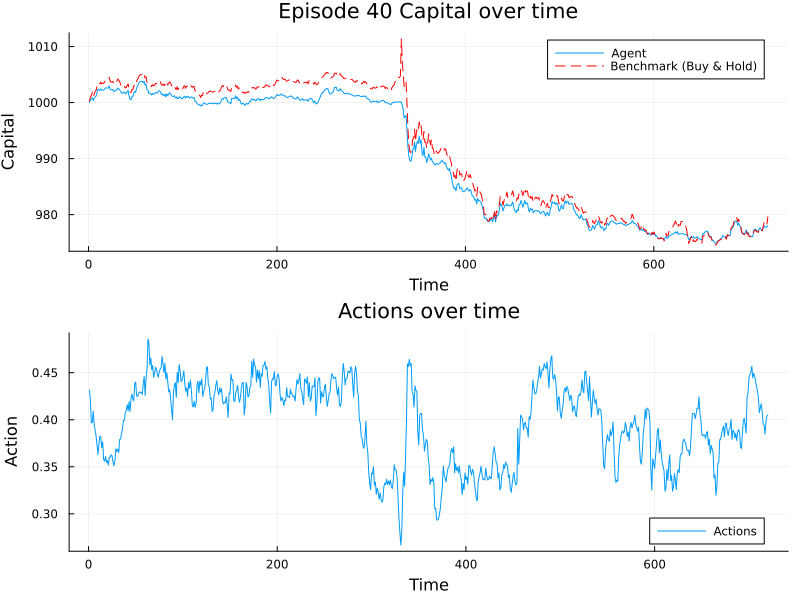 Episode 40 Capital over time
1010
1000
990
980
Capital
Agent
Benchmark (Buy & Hold)
0 200 400 600
Time
Actions over time
0.45
0.40
0.35
0.30
Action
Actions
0 200 400 600
Time